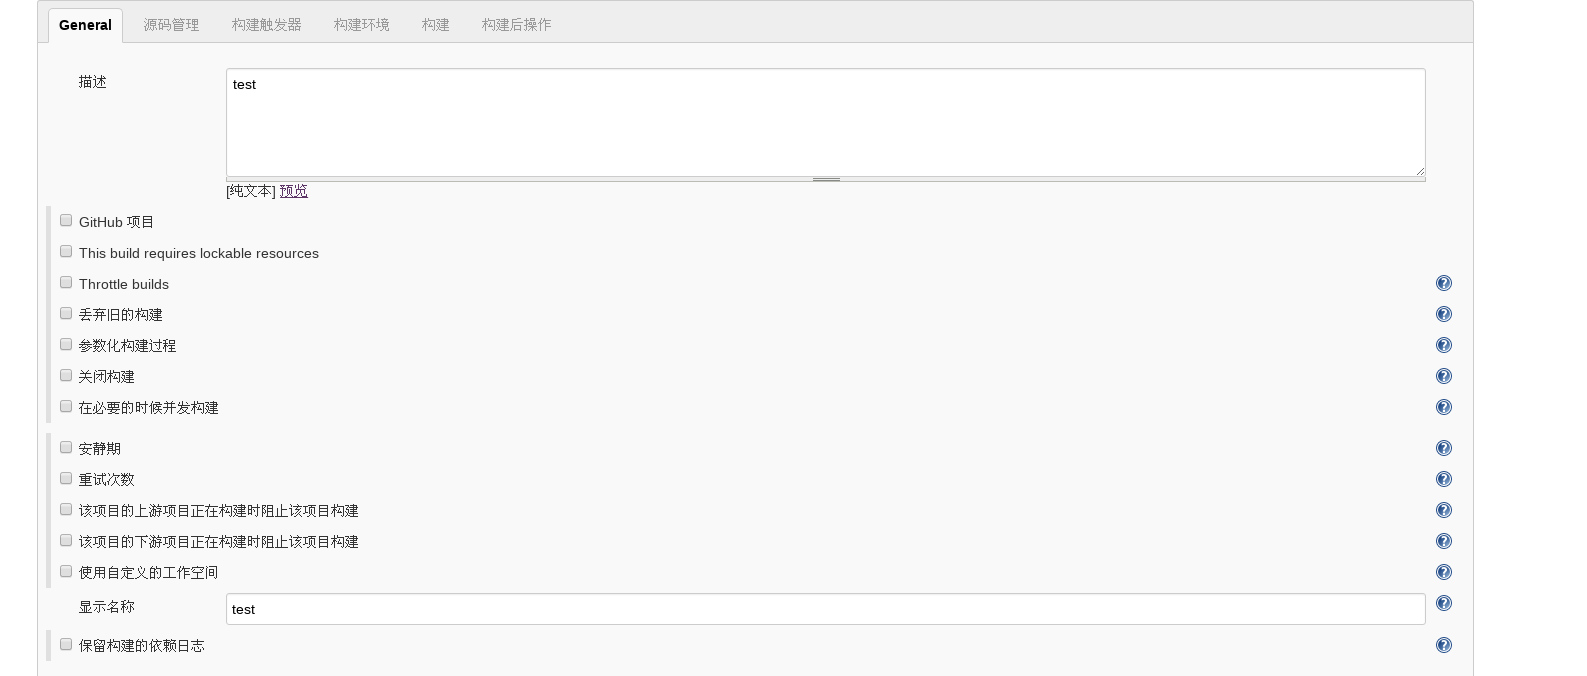 General 源码管理 构建触发器 构建环境 构建 构建后操作
描述 test
[纯文本] 预览
GitHub 项目
This build requires lockable resources
Throttle builds
丢弃旧的构建
参数化构建过程
关闭构建
在必要的时候并发构建
安静期
重试次数
该项目的上游项目正在构建时阻止该项目构建
该项目的下游项目正在构建时阻止该项目构建
使用自定义的工作空间
显示名称 test
保留构建的依赖日志